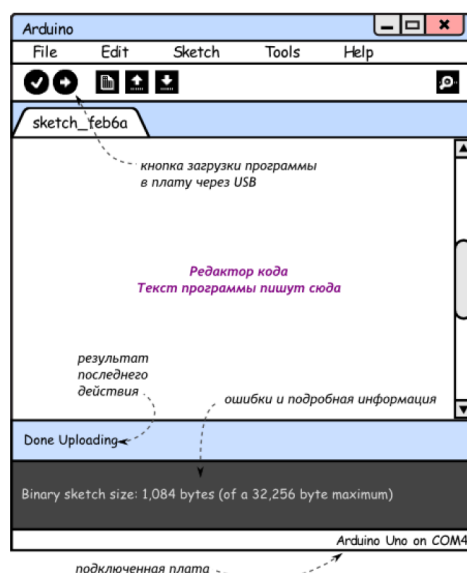 Arduino
File Edit Sketch Tools Help
sketch_feb6a
кнопка загрузки программы
в плату через USB
Редактор кода
Текст программы пишут сюда
результат
последнего
действия
ошибки и подробная информация
Done Uploading
Binary sketch size: 1,084 bytes (of a 32,256 byte maximum)
Arduino Uno on COM4
подключенная плата